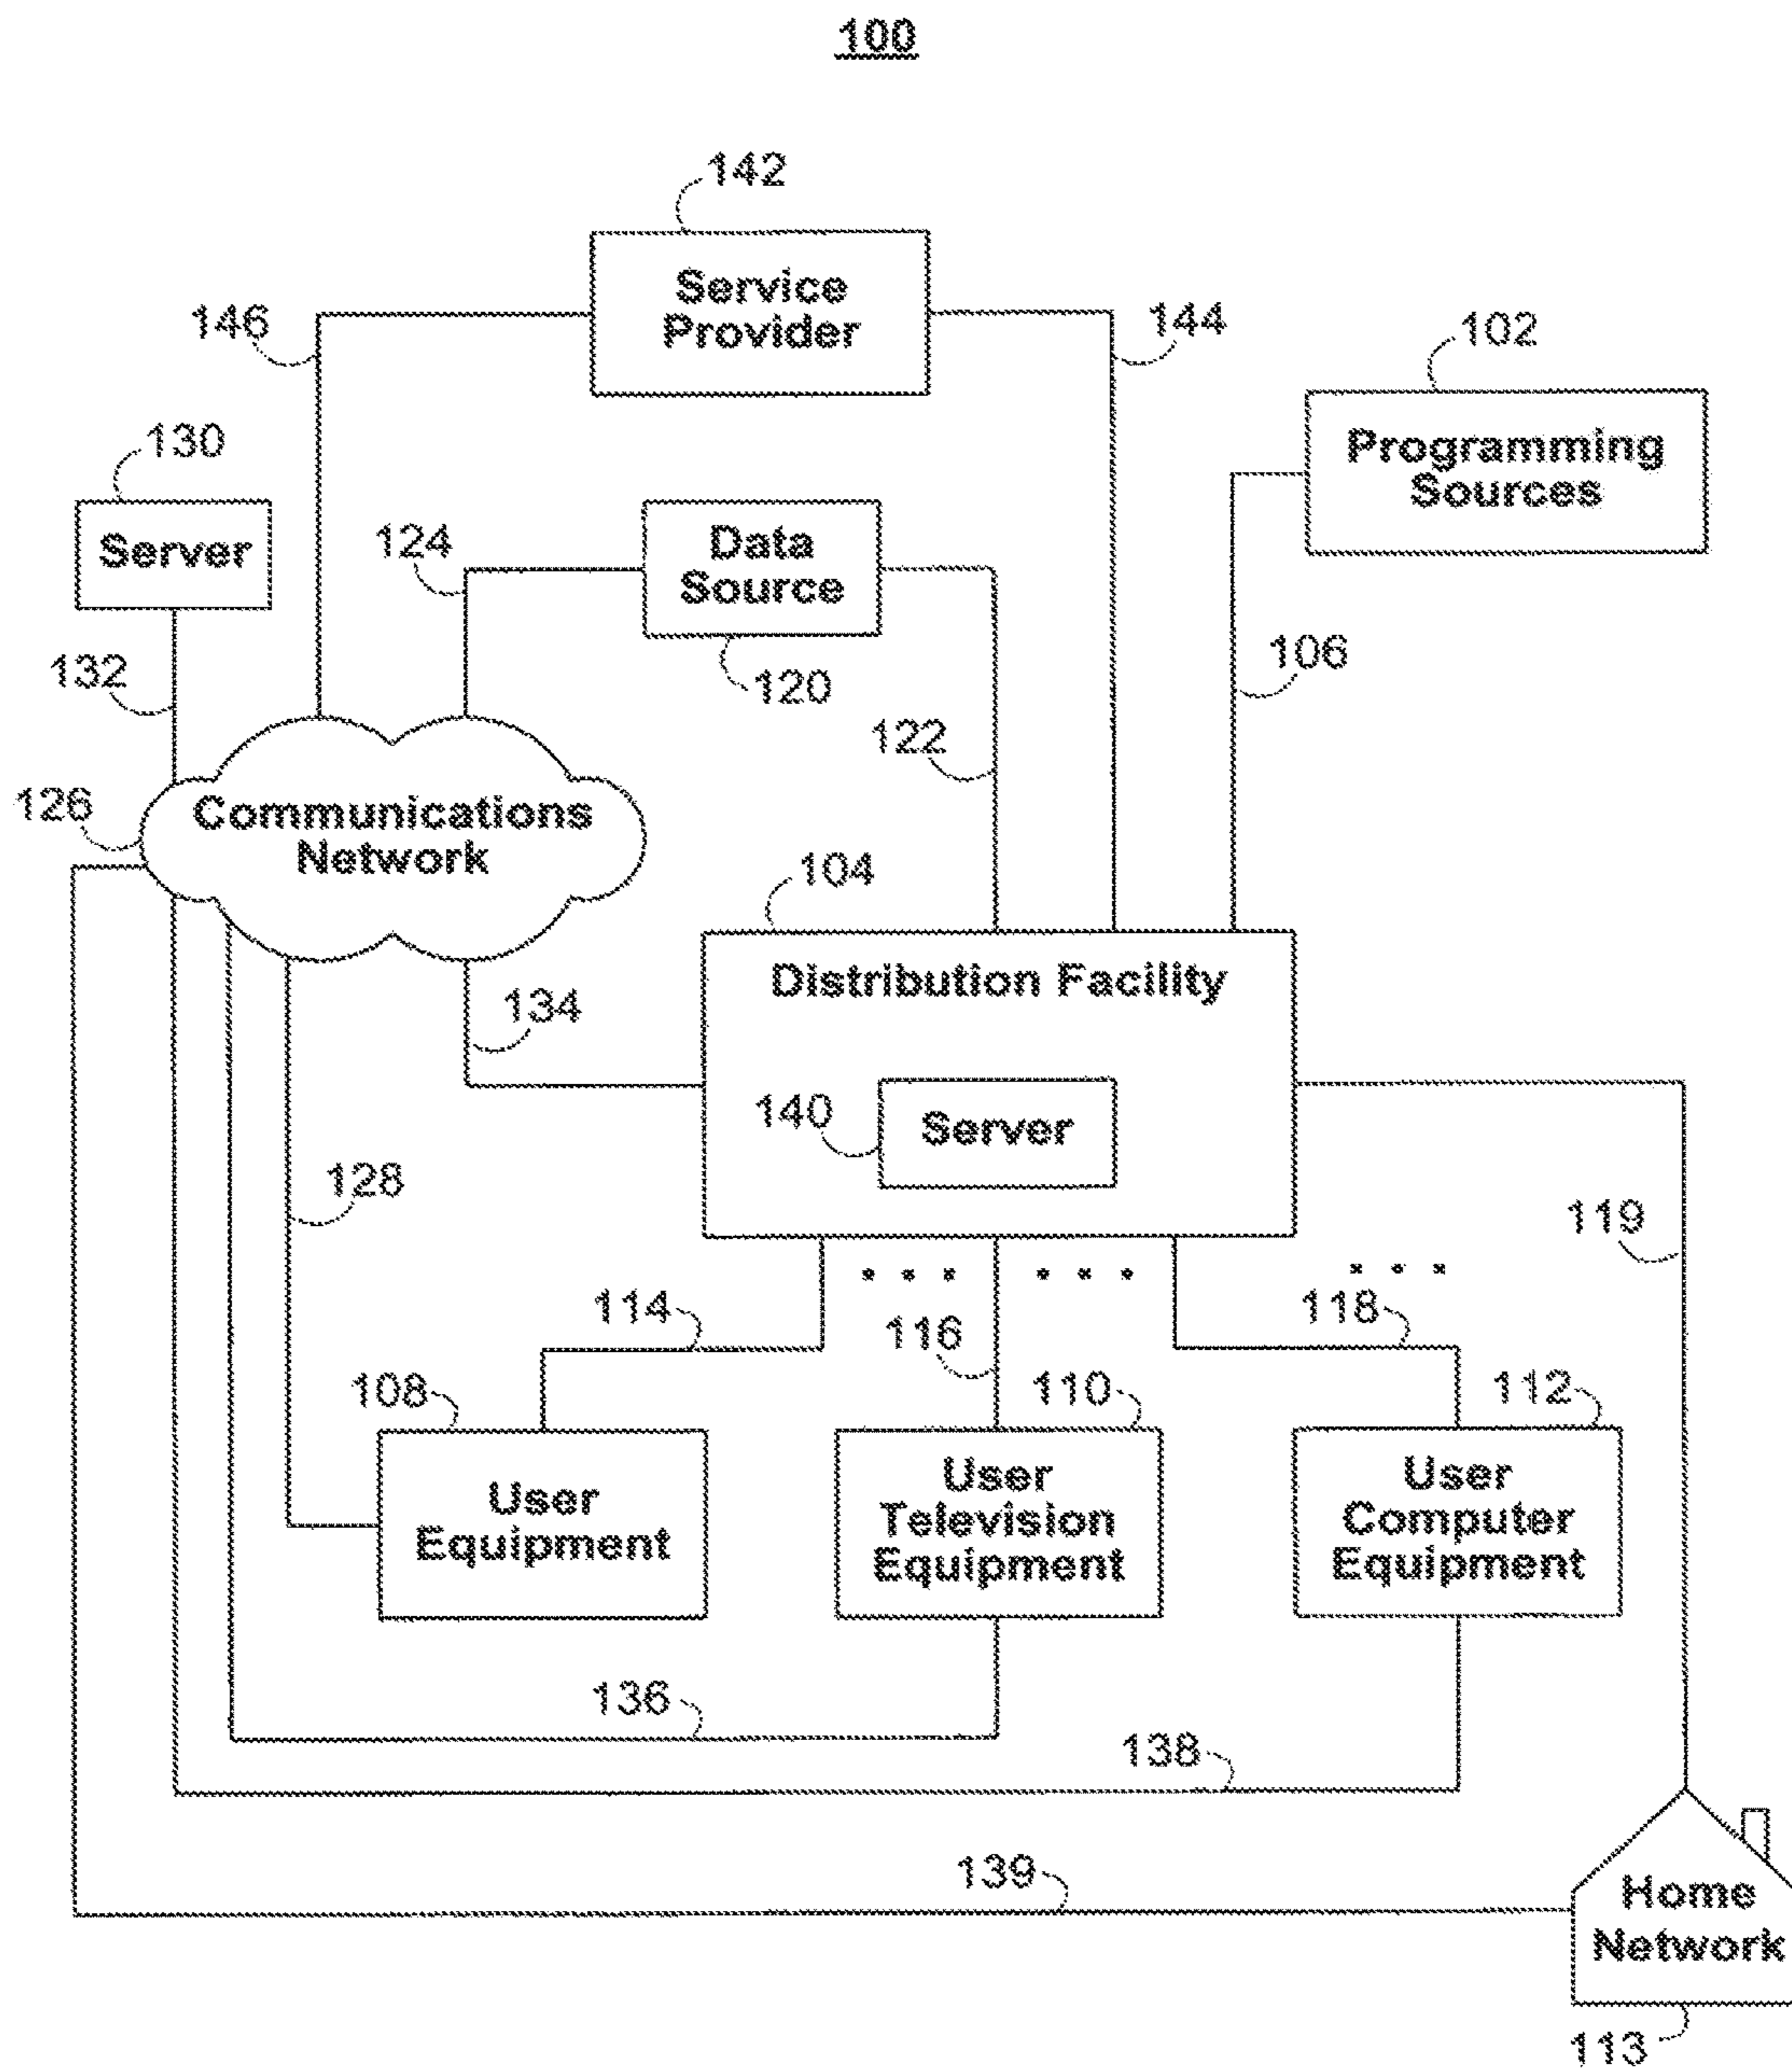 100
142
Service
Provider
146
144
102
Programming
Sources
130
Server
124
Data
Source
132
120
106
122
126
Communications
Network
104
Distribution Facility
134
140
Server
128
119
. . .
. . .
. . .
114
116
118
108
110
112
User
Equipment
User
Television
Equipment
User
Computer
Equipment
136
138
139
Home
Network
113